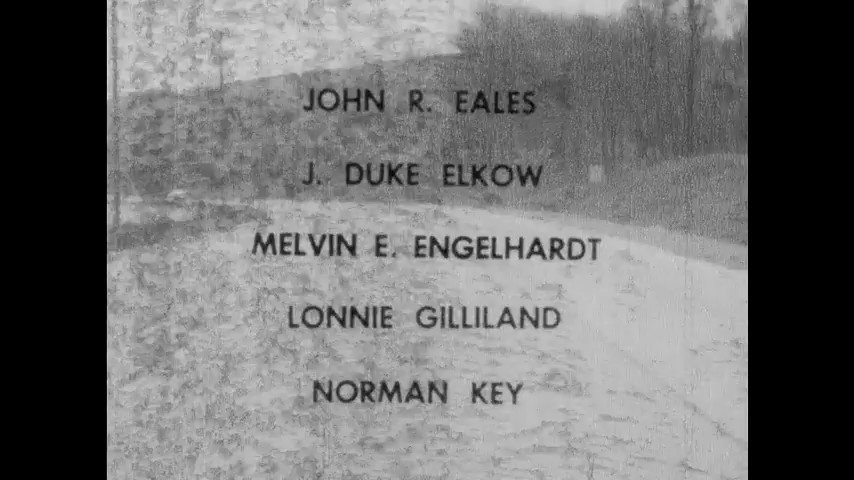 JOHN R. EALES
J. DUKE ELKOW
MELVIN E. ENGELHARDT
LONNIE GILLILAND
NORMAN KEY